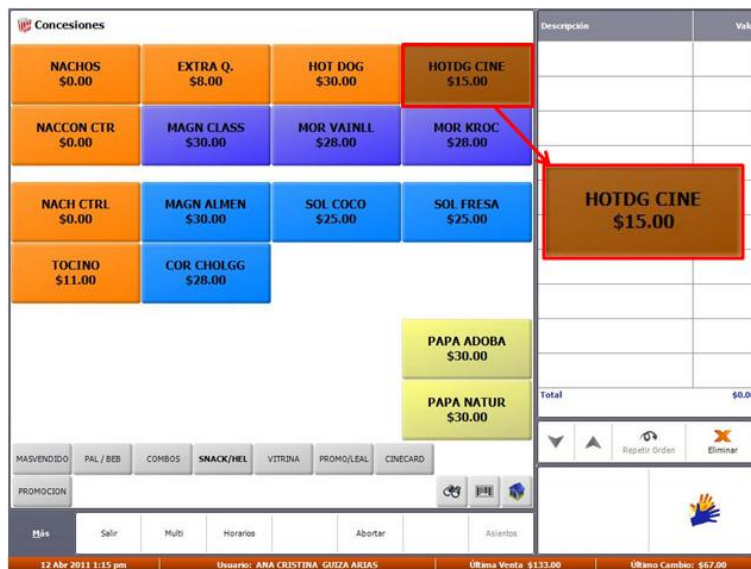 Concesiones
Descripción
NACHOS
$0.00
EXTRA Q.
$8.00
HOT DOG
$30.00
HOTDG CINE
$15.00
NACCON CTR
$0.00
MAGN CLASS
$30.00
MOR VAINLL
$28.00
MOR KROC
$28.00
HOTDG CINE
$15.00
NACH CTRL
$0.00
MAGN ALMEN
$30.00
SOL COCO
$25.00
SOL FRESA
$25.00
TOCINO
$11.00
COR CHOLGG
$28.00
PAPA ADOBA
$30.00
PAPA NATUR
$30.00
Total
MASVENDIDO PAL / BEB COMBOS SNACK/HEL VITRINA PROMO/LEAL CINECARD
Repetir Orden Eliminar
PROMOCION
Más Salir Multi Horarios Abortar Asientos
12 Abr 2011 1:15 pm Usuario: ANA CRISTINA GUIZA ARIAS Última Venta $133.00 Último Cambio: $67.00